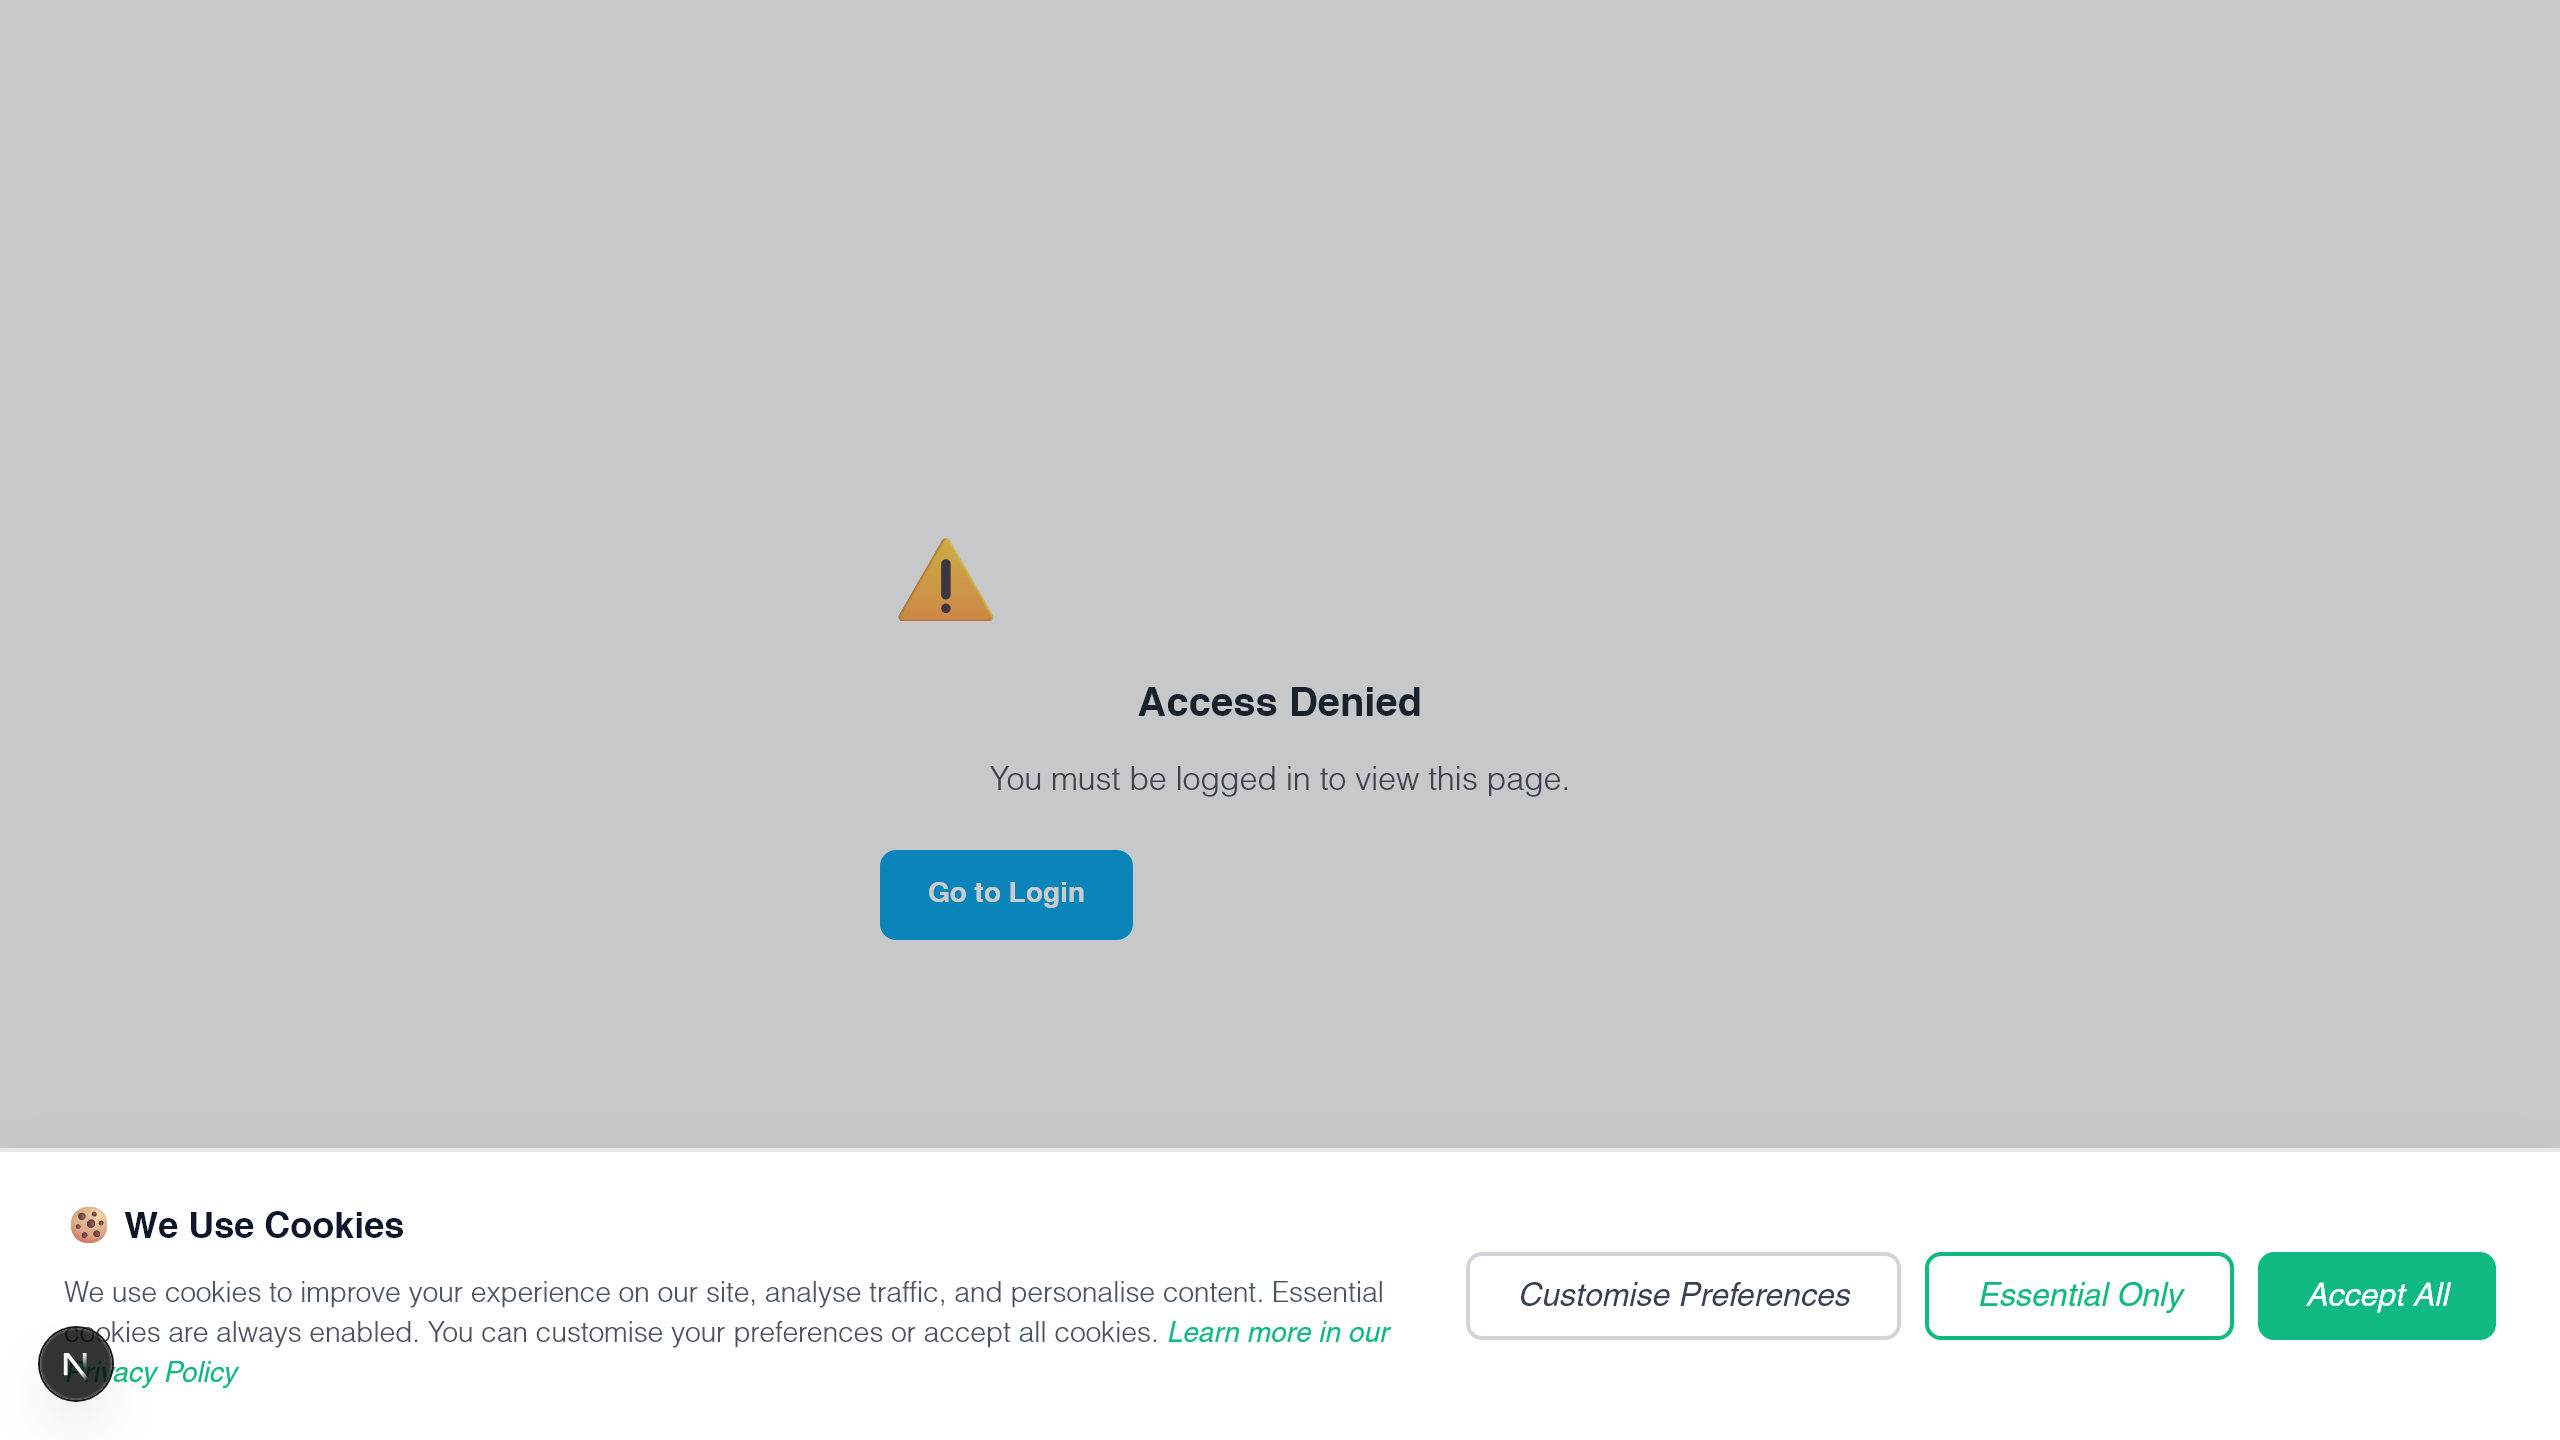 Access Denied
You must be logged in to view this page.
Go to Login
We Use Cookies
We use cookies to improve your experience on our site, analyse traffic, and personalise content. Essential
cookies are always enabled. You can customise your preferences or accept all cookies. Learn more in our
Privacy Policy
Customise Preferences
Essential Only
Accept All
N